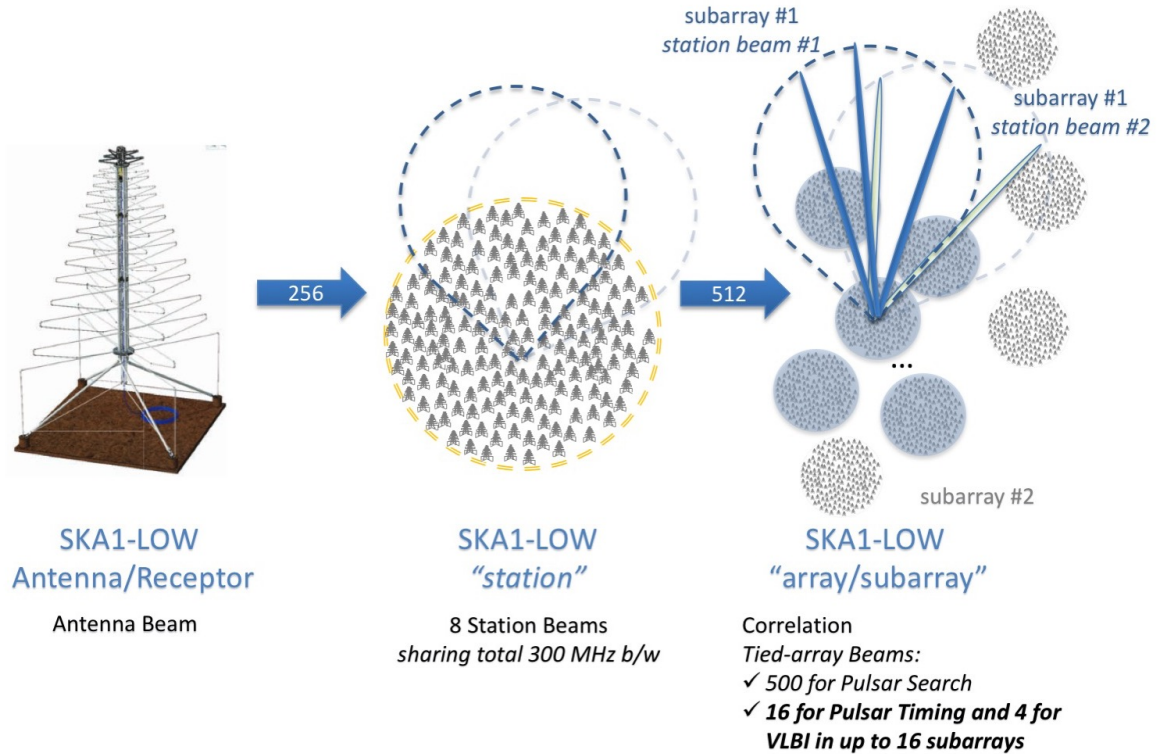 subarray #1
station beam #1
subarray #1
station beam #2
256
512
...
subarray #2
SKA1-LOW
Antenna/Receptor
Antenna Beam
SKA1-LOW
“station”
8 Station Beams
sharing total 300 MHz b/w
SKA1-LOW
“array/subarray”
Correlation
Tied-array Beams:
✓ 500 for Pulsar Search
✓ 16 for Pulsar Timing and 4 for
VLBI in up to 16 subarrays